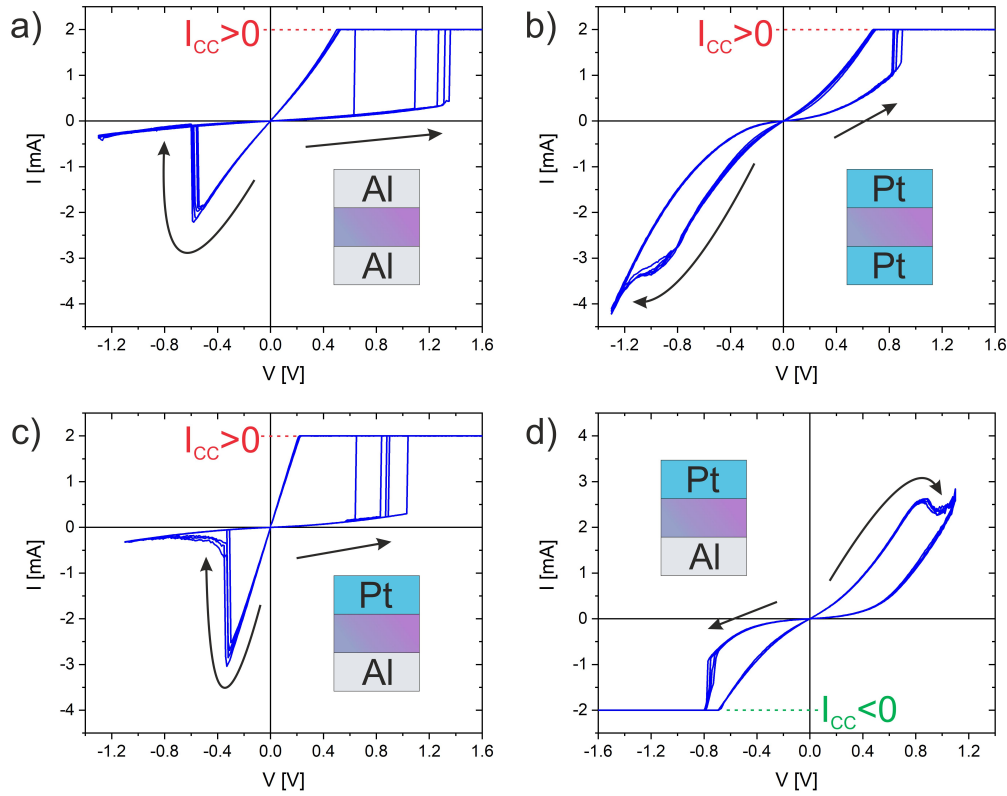 a)
I_CC>0
2
1
0
-1
-2
-3
-4
I [mA]
-1.2 -0.8 -0.4 0.0 0.4 0.8 1.2 1.6
V [V]
Al
Al
b)
I_CC>0
2
1
0
-1
-2
-3
-4
I [mA]
-1.2 -0.8 -0.4 0.0 0.4 0.8 1.2 1.6
V [V]
Pt
Pt
c)
I_CC>0
2
1
0
-1
-2
-3
-4
I [mA]
-1.2 -0.8 -0.4 0.0 0.4 0.8 1.2 1.6
V [V]
Pt
Al
d)
4
3
2
1
0
-1
-2
I [mA]
-1.6 -1.2 -0.8 -0.4 0.0 0.4 0.8 1.2
V [V]
Pt
Al
I_CC<0